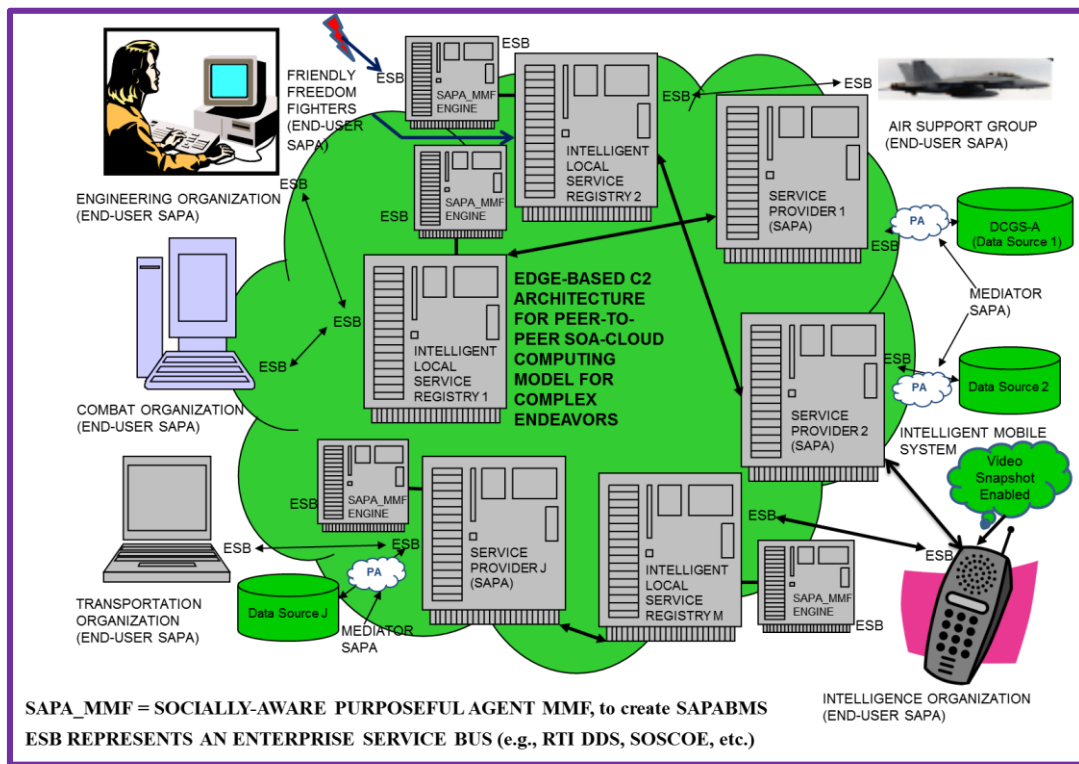 ESB
ESB
FRIENDLY
FREEDOM
FIGHTERS
(END-USER
SAPA)
SAPA_MMF
ENGINE
ESB
ESB
AIR SUPPORT GROUP
(END-USER SAPA)
INTELLIGENT
LOCAL
SERVICE
REGISTRY 2
ENGINEERING ORGANIZATION
(END-USER SAPA)
ESB
SAPA_MMF
ENGINE
ESB
SERVICE
PROVIDER 1
(SAPA)
ESB
PA
DCGS-A
(Data Source 1)
MEDIATOR
SAPA)
EDGE-BASED C2
ARCHITECTURE
FOR PEER-TO-
PEER SOA-CLOUD
COMPUTING
MODEL FOR
COMPLEX
ENDEAVORS
ESB
INTELLIGENT
LOCAL
SERVICE
REGISTRY 1
ESB
COMBAT ORGANIZATION
(END-USER SAPA)
ESB
PA
Data Source 2
SERVICE
PROVIDER 2
(SAPA)
INTELLIGENT MOBILE
SYSTEM
Video
Snapshot
Enabled
SAPA_MMF
ENGINE
ESB
ESB
ESB
PA
SERVICE
PROVIDER J
(SAPA)
INTELLIGENT
LOCAL
SERVICE
REGISTRY M
ESB
SAPA_MMF
ENGINE
ESB
ESB
TRANSPORTATION
ORGANIZATION
(END-USER SAPA)
Data Source J
MEDIATOR
SAPA
INTELLIGENCE ORGANIZATION
(END-USER SAPA)
SAPA_MMF = SOCIALLY-AWARE PURPOSEFUL AGENT MMF, to create SAPABMS
ESB REPRESENTS AN ENTERPRISE SERVICE BUS (e.g., RTI DDS, SOSCOE, etc.)